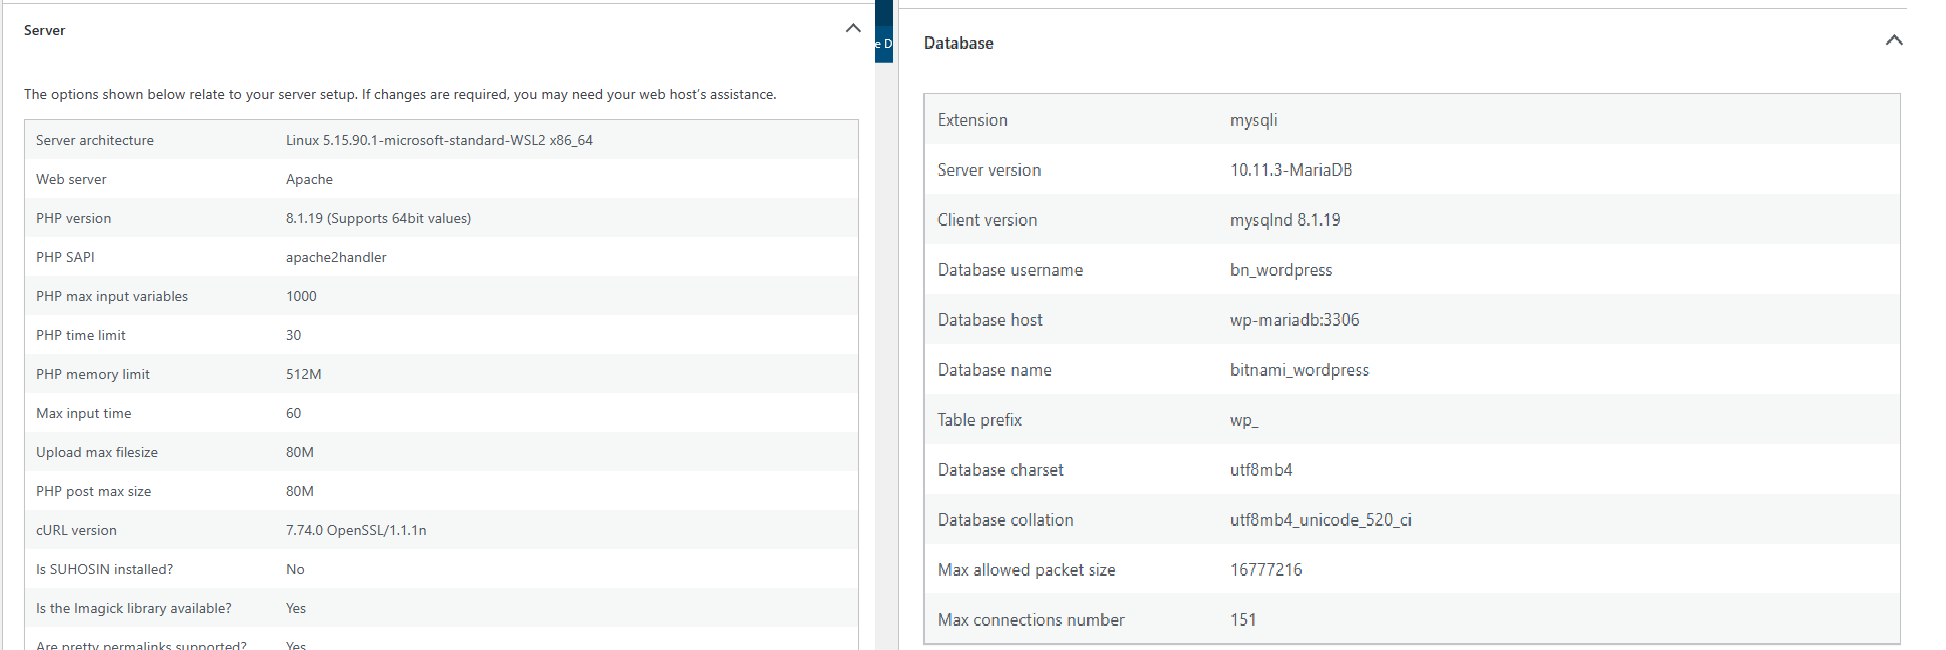 Server
The options shown below relate to your server setup. If changes are required, you may need your web host's assistance.
Server architecture Linux 5.15.90.1-microsoft-standard-WSL2 x86_64
Web server Apache
PHP version 8.1.19 (Supports 64bit values)
PHP SAPI apache2handler
PHP max input variables 1000
PHP time limit 30
PHP memory limit 512M
Max input time 60
Upload max filesize 80M
PHP post max size 80M
cURL version 7.74.0 OpenSSL/1.1.1n
Is SUHOSIN installed? No
Is the Imagick library available? Yes
Are pretty permalinks supported? Yes
e D
Database
Extension mysqli
Server version 10.11.3-MariaDB
Client version mysqlnd 8.1.19
Database username bn_wordpress
Database host wp-mariadb:3306
Database name bitnami_wordpress
Table prefix wp_
Database charset utf8mb4
Database collation utf8mb4_unicode_520_ci
Max allowed packet size 16777216
Max connections number 151